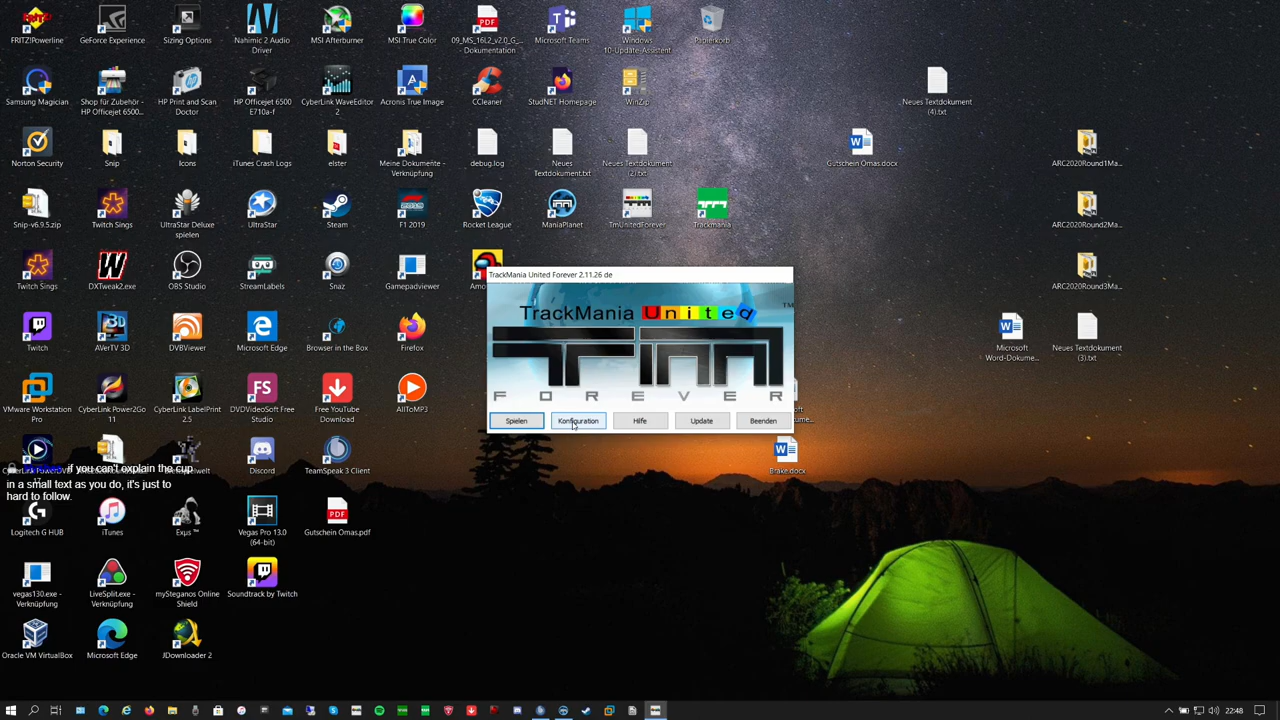 FRITZ!Powerline
GeForce Experience
Sizing Options
Nahimic 2 Audio
Driver
MSI Afterburner
MSI True Color
PDF
09_MS_16L2_v2.0_G_...
- Dokumentation
Microsoft Teams
Windows
10-Update-Assistent
Papierkorb
Samsung Magician
Shop für Zubehör -
HP Officejet 6500...
HP Print and Scan
Doctor
HP Officejet 6500
E710a-f
CyberLink WaveEditor
2
Acronis True Image
CCleaner
StudNET Homepage
WinZip
Neues Textdokument
(4).txt
Norton Security
Snip
Icons
iTunes Crash Logs
elster
Meine Dokumente -
Verknüpfung
debug.log
Neues
Textdokument.txt
Neues Textdokument
(2).txt
Gutschein Omas.docx
ARC2020Round1Ma...
Snip-v6.9.5.zip
Twitch Sings
UltraStar Deluxe
spielen
UltraStar
Steam
F1 2019
Rocket League
ManiaPlanet
TmUnitedForever
Trackmania
ARC2020Round2Ma...
Twitch Sings
DXTweak2.exe
OBS Studio
StreamLabels
Snaz
Gamepadviewer
ARC2020Round3Ma...
TrackMania United Forever 2.11.26 de
TrackMania United
TM
FOREVER
Spielen
Konfiguration
Hilfe
Update
Beenden
Twitch
AVerTV 3D
DVBViewer
Microsoft Edge
Browser in the Box
Firefox
Microsoft
Word-Dokume...
Neues Textdokument
(3).txt
VMware Workstation
Pro
CyberLink Power2Go
11
CyberLink LabelPrint
2.5
FS
DVDVideoSoft Free
Studio
Free YouTube
Download
AllToMP3
Discord
TeamSpeak 3 Client
Brake.docx
if you can't explain the cup
in a small text as you do, it's just to
hard to follow.
Logitech G HUB
iTunes
Exµs ™
Vegas Pro 13.0
(64-bit)
PDF
Gutschein Omas.pdf
vegas130.exe -
Verknüpfung
LiveSplit.exe -
Verknüpfung
mySteganos Online
Shield
Soundtrack by Twitch
Oracle VM VirtualBox
Microsoft Edge
JDownloader 2
22:48